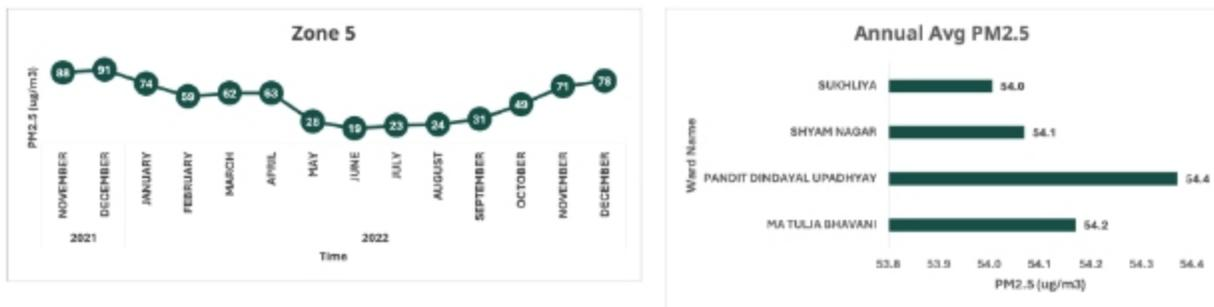 Zone 5
PM2.5 (ug/m3)
88 91 74 59 62 63 28 19 23 24 31 49 71 78
NOVEMBER DECEMBER JANUARY FEBRUARY MARCH APRIL MAY JUNE JULY AUGUST SEPTEMBER OCTOBER NOVEMBER DECEMBER
2021 2022
Time
Annual Avg PM2.5
Ward Name
SUKHLIYA 54.0
SHYAM NAGAR 54.1
PANDIT DINDAYAL UPADHYAY 54.4
MA TULJA BHAVANI 54.2
53.8 53.9 54.0 54.1 54.2 54.3 54.4
PM2.5 (ug/m3)